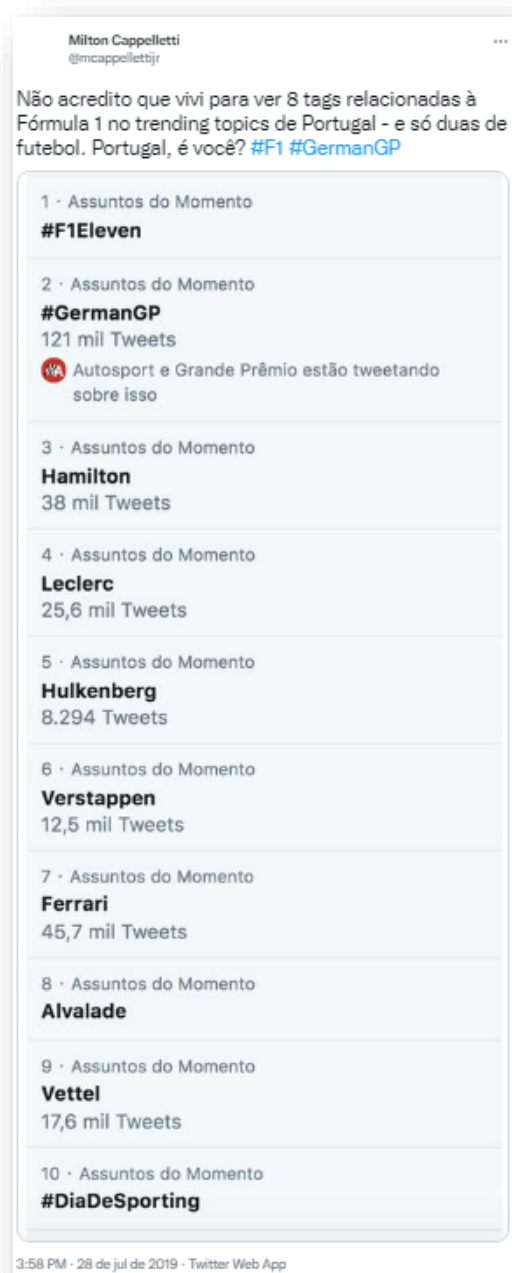 Milton Cappelletti
@mcappellettijr
Não acredito que vivi para ver 8 tags relacionadas à
Fórmula 1 no trending topics de Portugal - e só duas de
futebol. Portugal, é você? #F1 #GermanGP
1 · Assuntos do Momento
#F1Eleven
2 · Assuntos do Momento
#GermanGP
121 mil Tweets
Autosport e Grande Prêmio estão tweetando
sobre isso
3 · Assuntos do Momento
Hamilton
38 mil Tweets
4 · Assuntos do Momento
Leclerc
25,6 mil Tweets
5 · Assuntos do Momento
Hulkenberg
8.294 Tweets
6 · Assuntos do Momento
Verstappen
12,5 mil Tweets
7 · Assuntos do Momento
Ferrari
45,7 mil Tweets
8 · Assuntos do Momento
Alvalade
9 · Assuntos do Momento
Vettel
17,6 mil Tweets
10 · Assuntos do Momento
#DiaDeSporting
3:58 PM · 28 de jul de 2019 · Twitter Web App